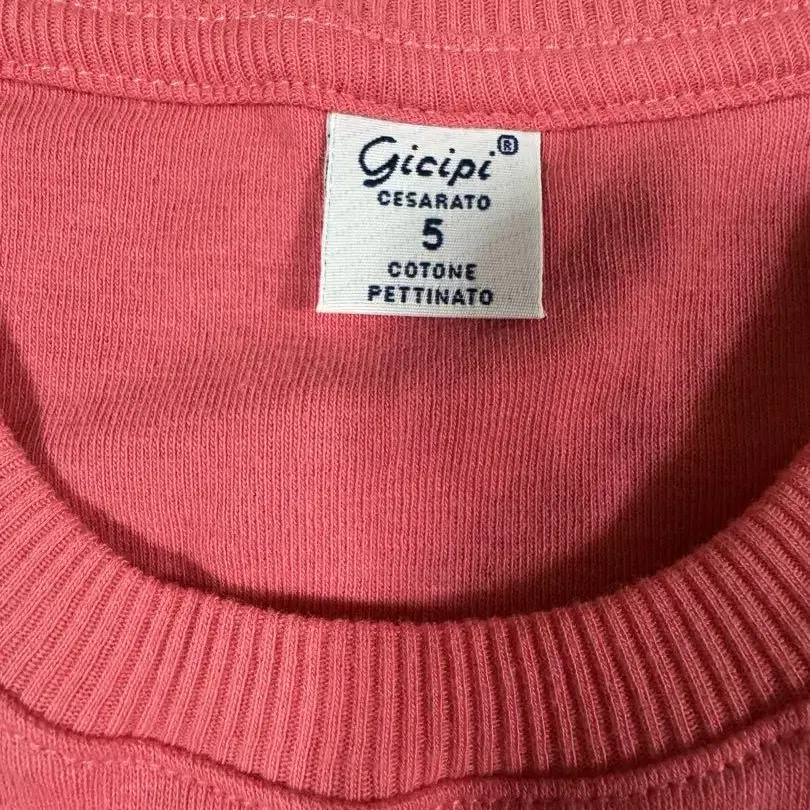 Gicipi®
CESARATO
5
COTONE
PETTINATO